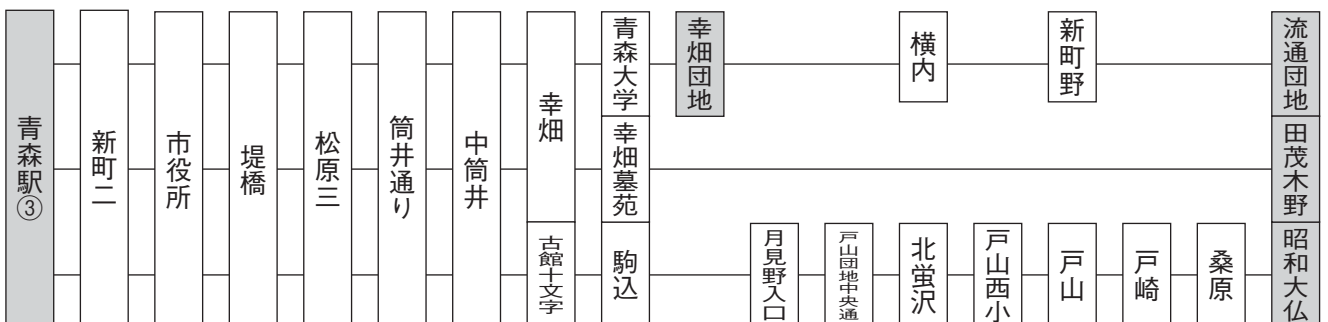 青森駅③
新町二
市役所
堤橋
松原三
筒井通り
中筒井
幸畑
古館十文字
青森大学
幸畑墓苑
駒込
幸畑団地
月見野入口
戸山団地中央通
横内
北蛍沢
戸山西小
新町野
戸山
戸崎
桑原
流通団地
田茂木野
昭和大仏